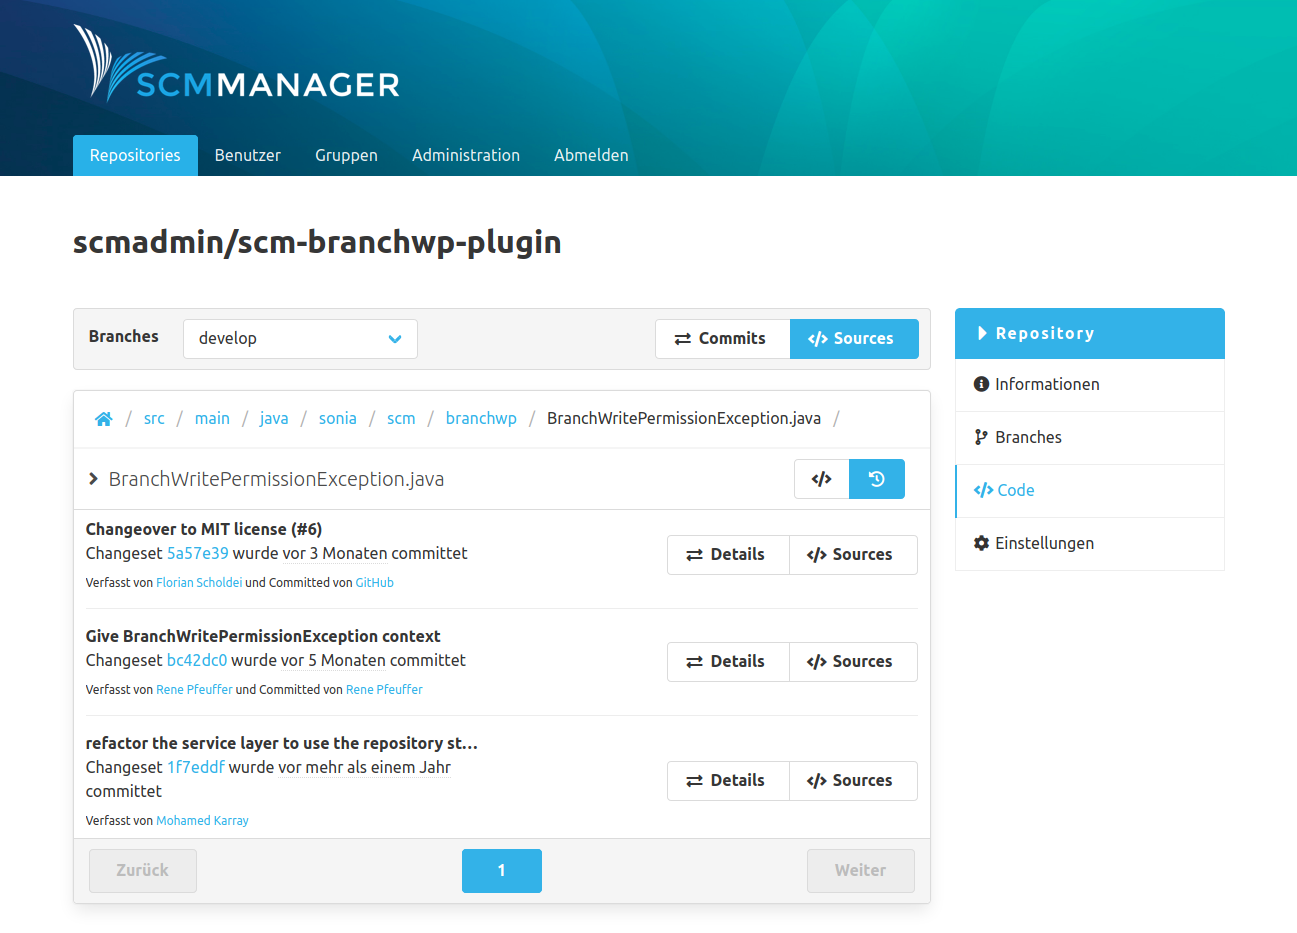 SCMMANAGER
Repositories Benutzer Gruppen Administration Abmelden
scmadmin/scm-branchwp-plugin
Branches develop Commits Sources
/ src / main / java / sonia / scm / branchwp / BranchWritePermissionException.java /
BranchWritePermissionException.java
Changeover to MIT license (#6)
Changeset 5a57e39 wurde vor 3 Monaten committet
Verfasst von Florian Scholdei und Committed von GitHub
Details Sources
Give BranchWritePermissionException context
Changeset bc42dc0 wurde vor 5 Monaten committet
Verfasst von Rene Pfeuffer und Committed von Rene Pfeuffer
Details Sources
refactor the service layer to use the repository st...
Changeset 1f7eddf wurde vor mehr als einem Jahr
committet
Verfasst von Mohamed Karray
Details Sources
Zurück 1 Weiter
Repository
Informationen
Branches
Code
Einstellungen